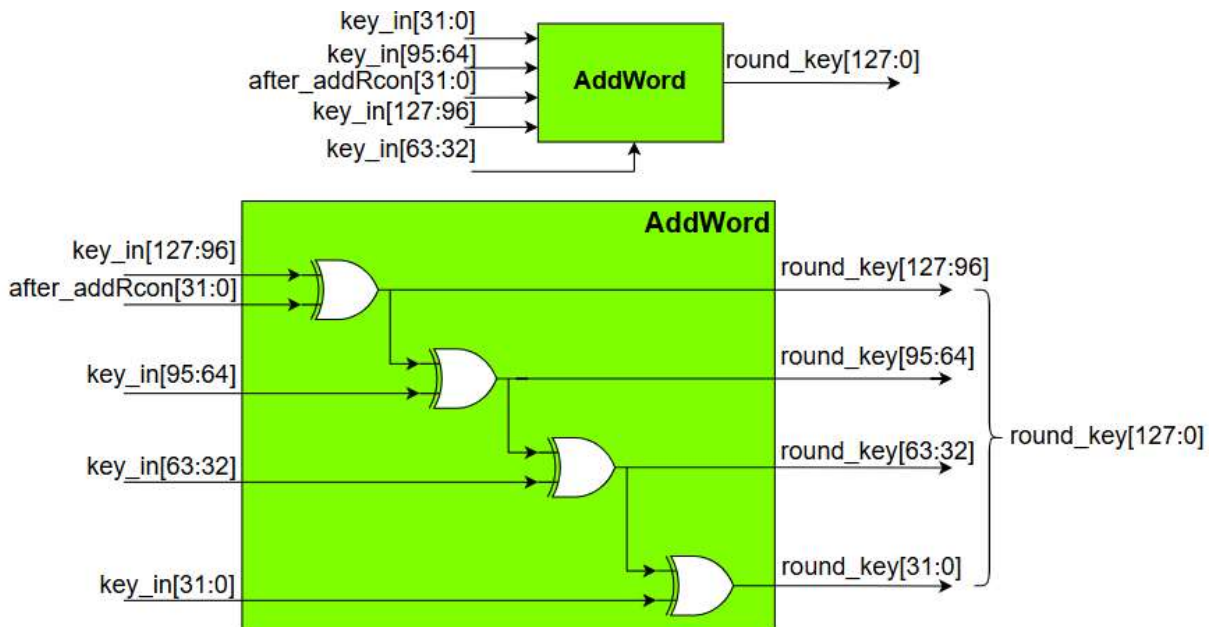 key_in[31:0]
key_in[95:64]
after_addRcon[31:0]
key_in[127:96]
key_in[63:32]
AddWord
round_key[127:0]
AddWord
key_in[127:96]
after_addRcon[31:0]
key_in[95:64]
key_in[63:32]
key_in[31:0]
round_key[127:96]
round_key[95:64]
round_key[63:32]
round_key[31:0]
round_key[127:0]